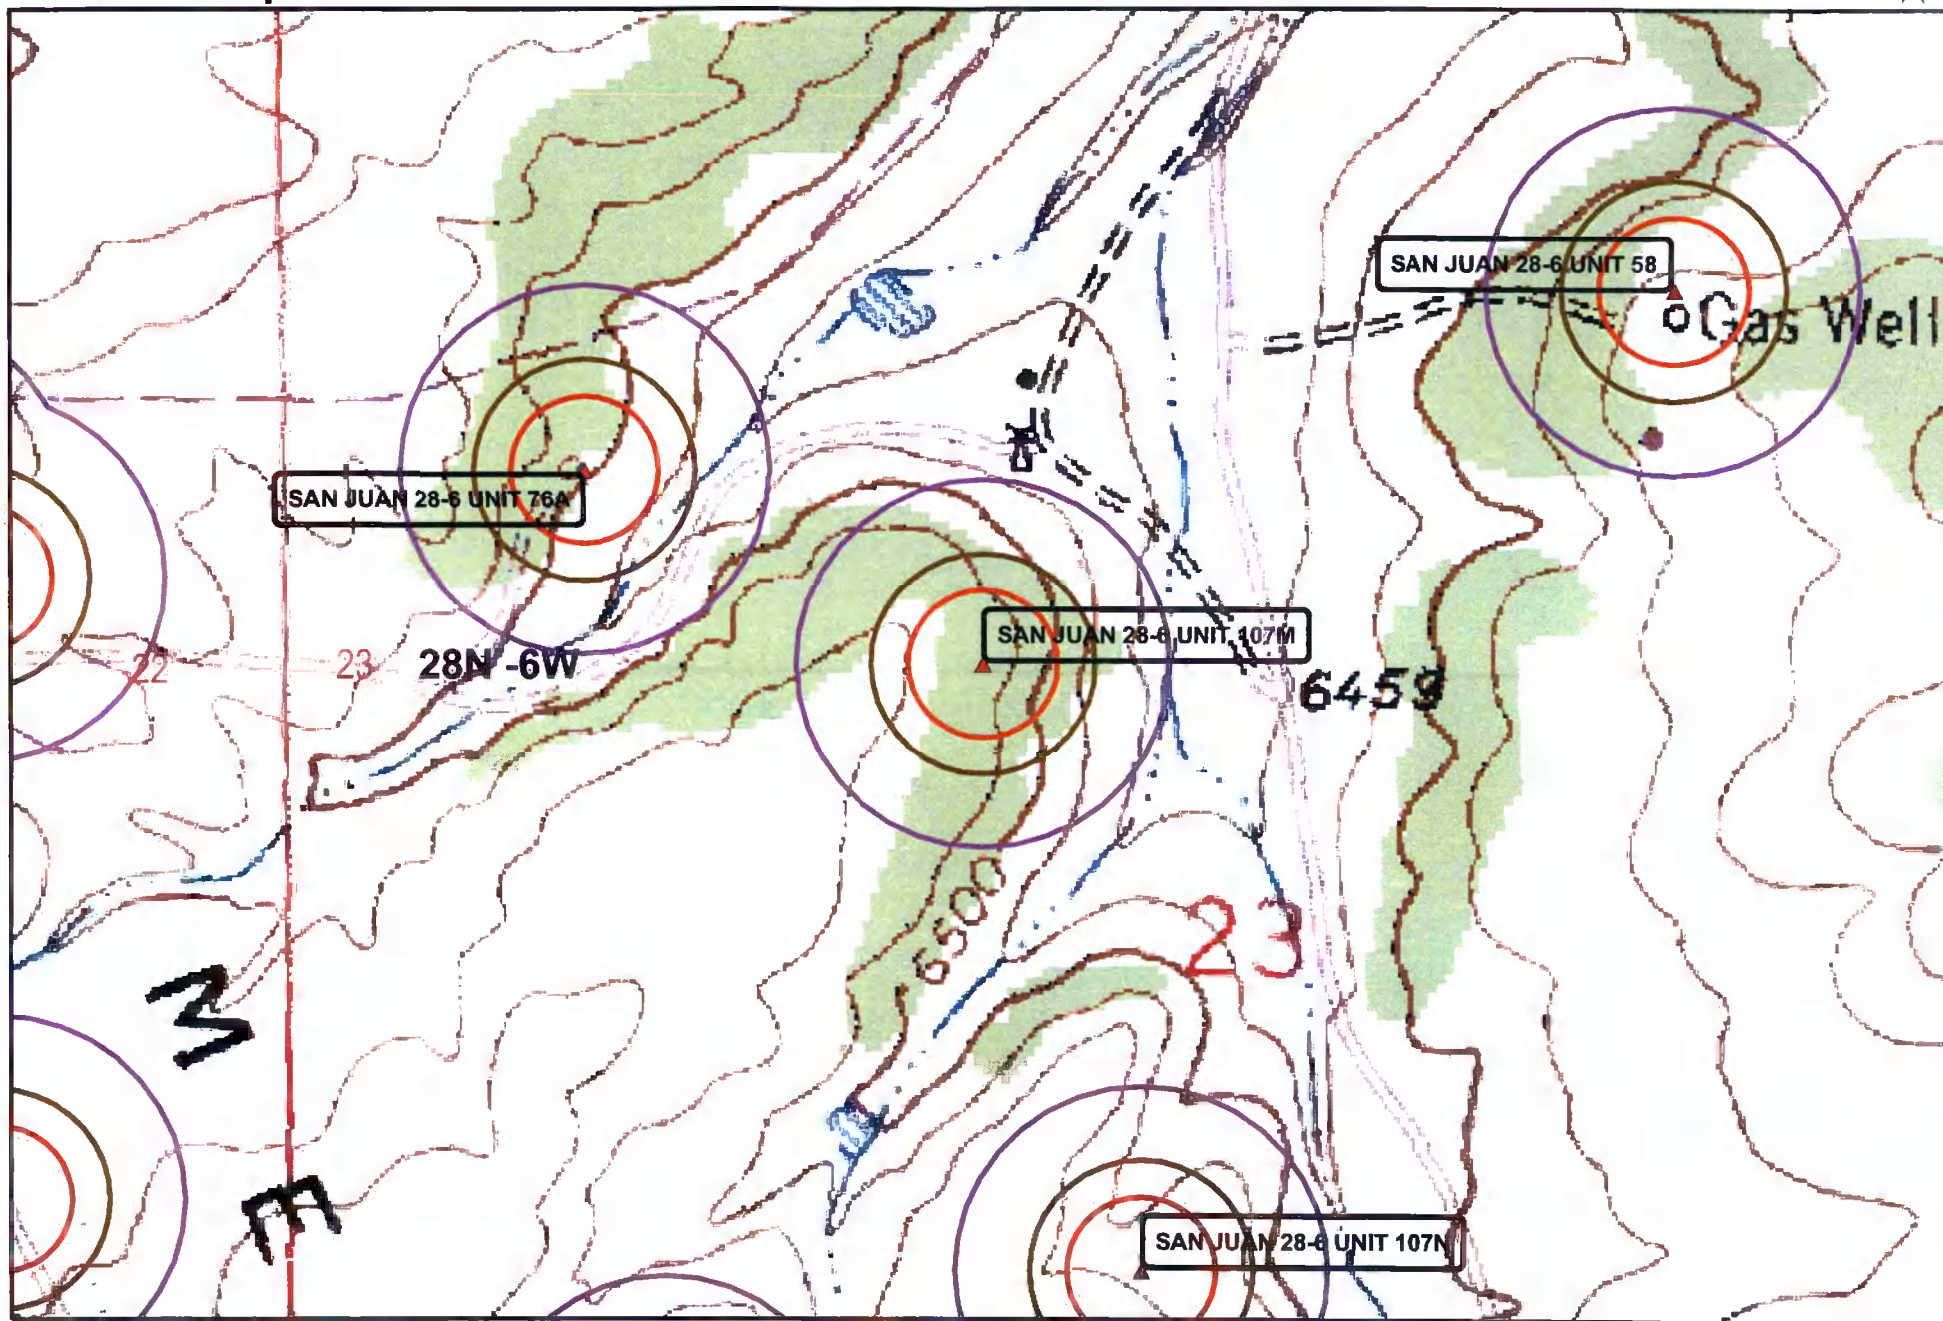 SAN JUAN 28-6 UNIT 58
Gas Well
SAN JUAN 28-6 UNIT 76A
SAN JUAN 28-6 UNIT 107M
22
23
28N -6W
6459
6500
23
SAN JUAN 28-6 UNIT 107N